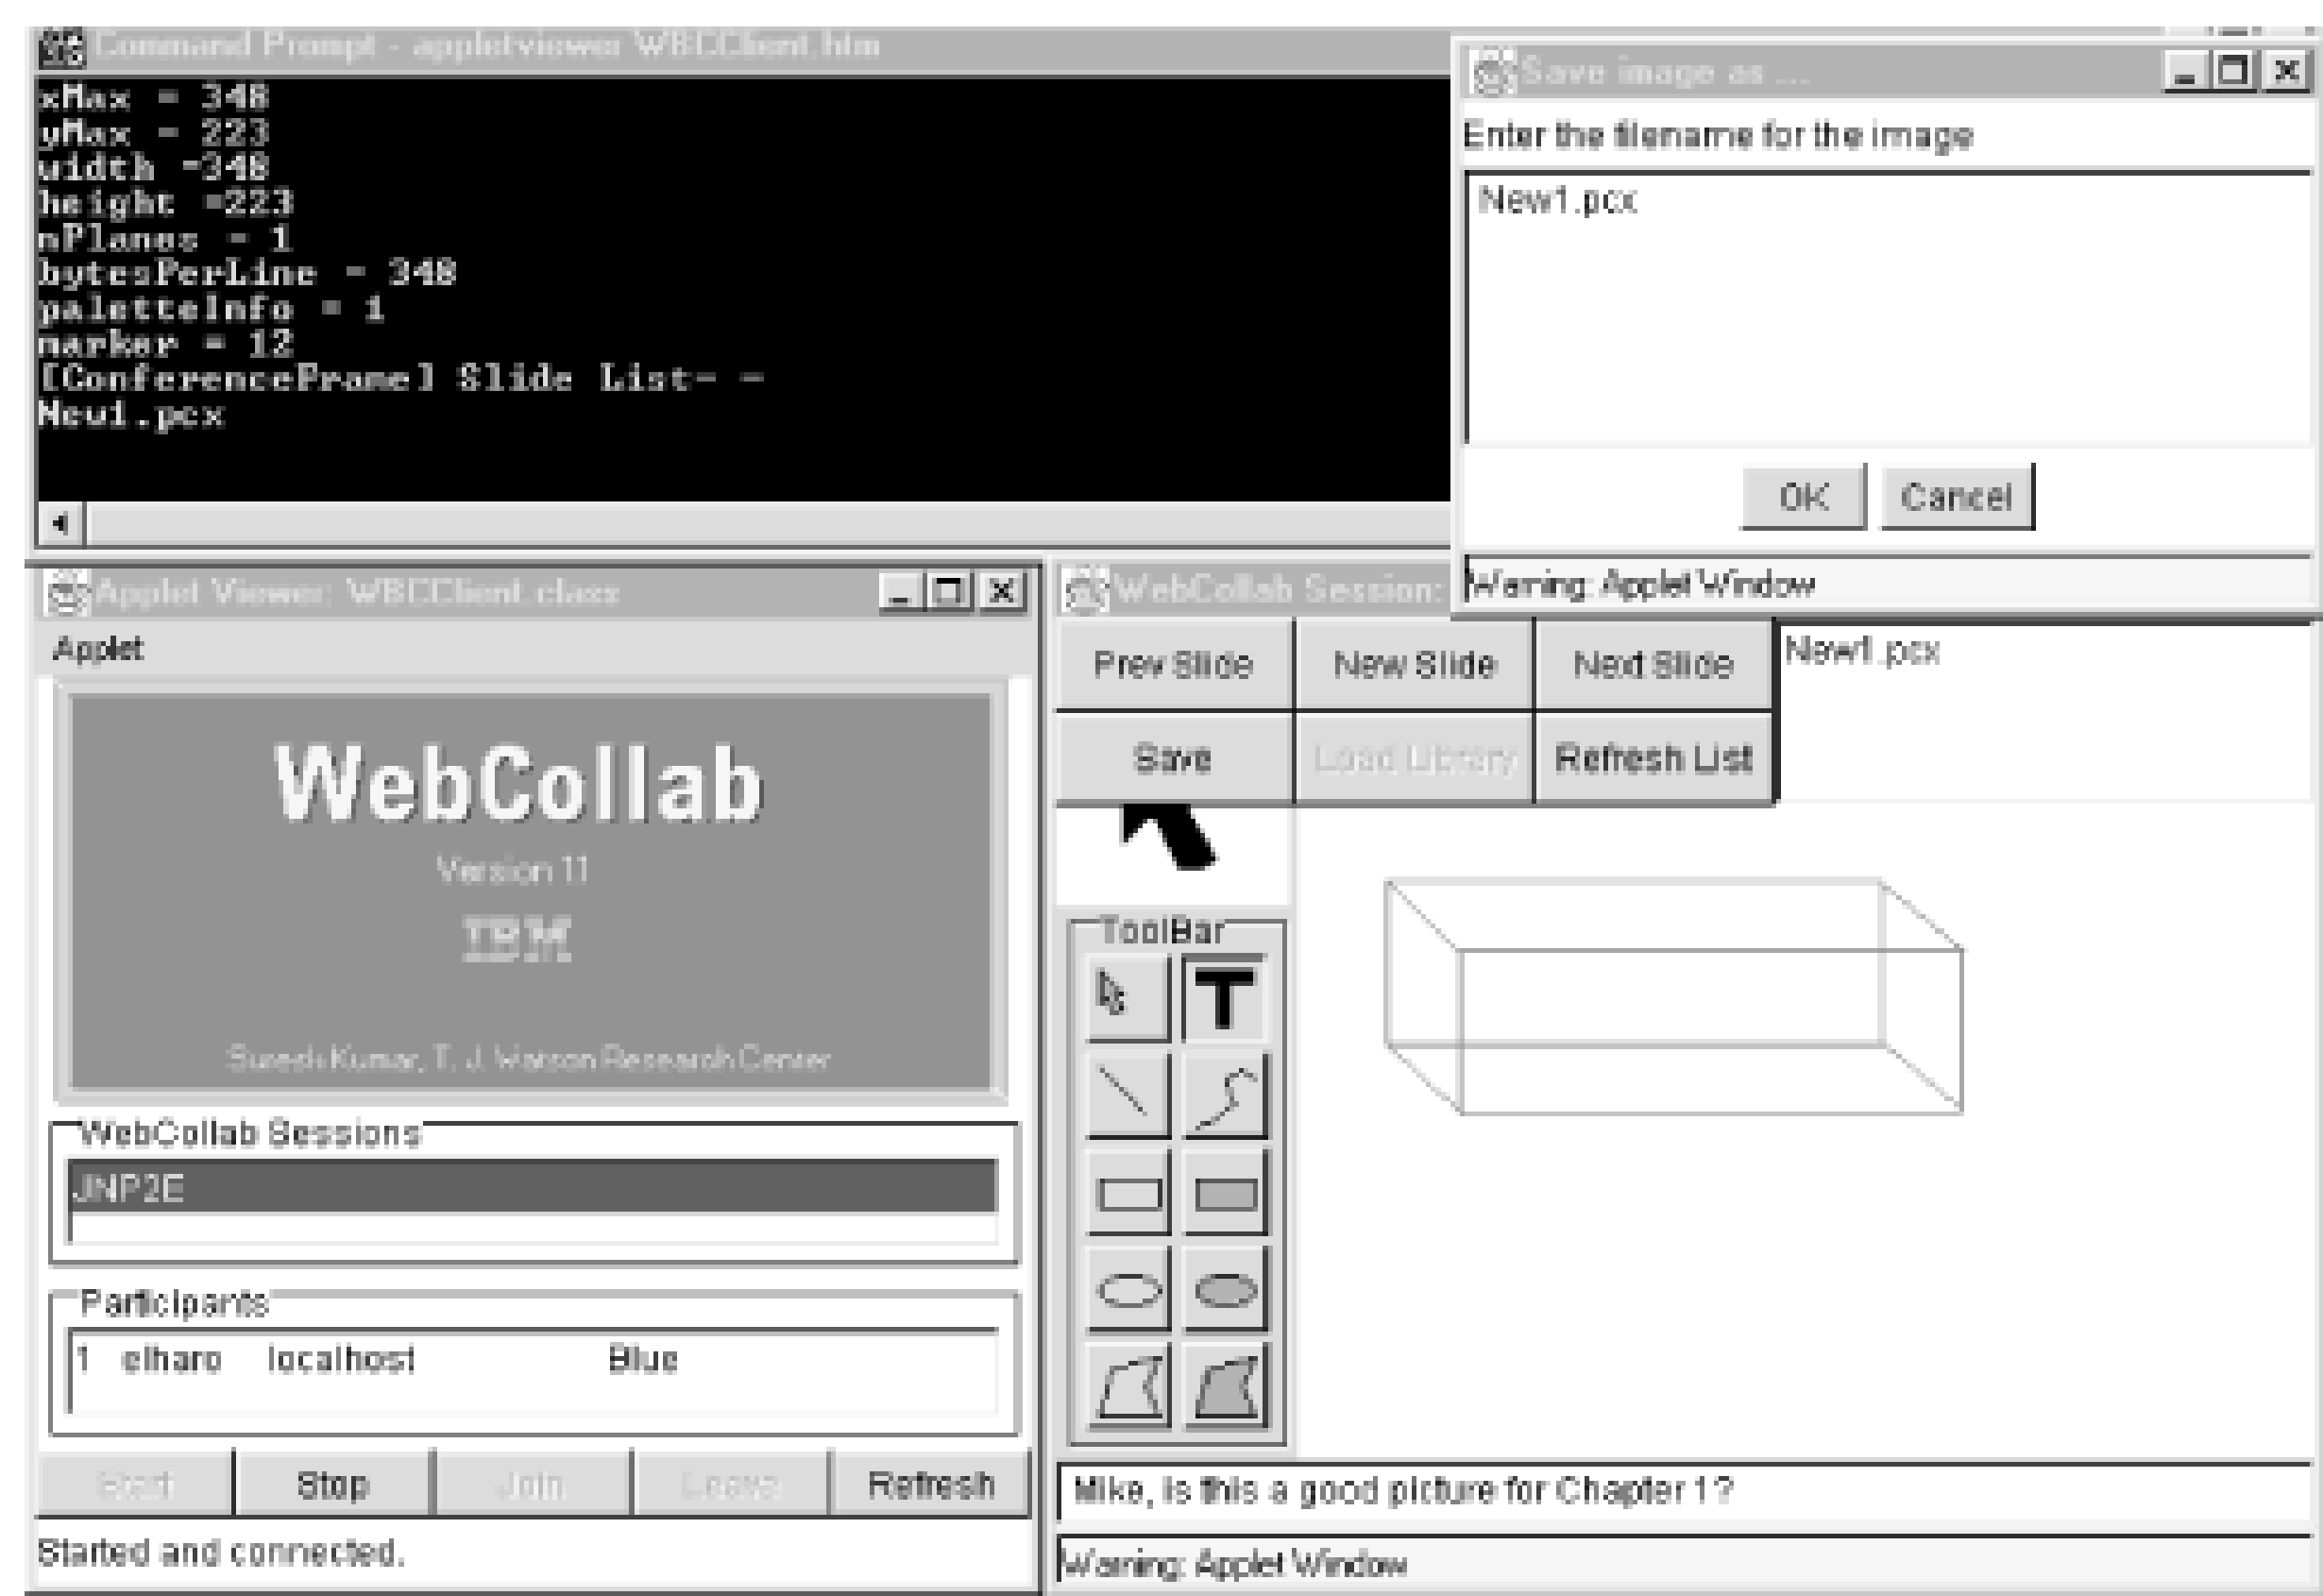 Command Prompt - appletviewer WBCClient.htm
xMax = 348
yMax = 223
width =348
height =223
nPlanes = 1
bytesPerLine = 348
paletteInfo = 1
marker = 12
[ConferenceFrame] Slide List- -
New1.pcx
Save image as ...
Enter the filename for the image
New1.pcx
OK
Cancel
Warning: Applet Window
Applet Viewer: WBCClient.class
Applet
WebCollab
Version 1.1
IBM
Suresh Kumar, T. J. Watson Research Center
WebCollab Sessions
JNP2E
Participants
1 elharo localhost Blue
Start Stop Join Leave Refresh
Started and connected.
WebCollab Session:
Prev Slide New Slide Next Slide
New1.pcx
Save Load Library Refresh List
ToolBar
T
Mike, is this a good picture for Chapter 1?
Warning: Applet Window